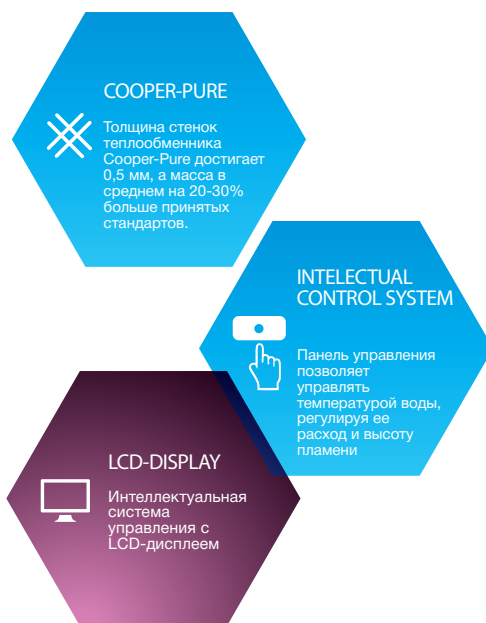 COOPER-PURE
Толщина стенок
теплообменника
Cooper-Pure достигает
0,5 мм, а масса в
среднем на 20-30%
больше принятых
стандартов.
INTELECTUAL
CONTROL SYSTEM
Панель управления
позволяет
управлять
температурой воды,
регулируя ее
расход и высоту
пламени
LCD-DISPLAY
Интеллектуальная
система
управления с
LCD-дисплеем